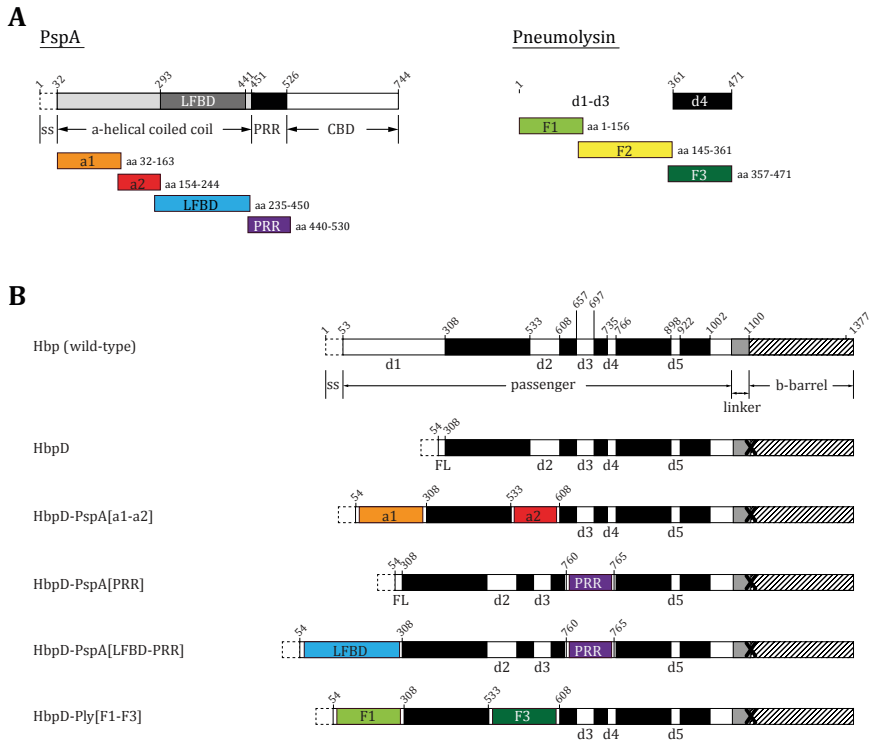 A
PspA
Pneumolysin
1
32
293
441
451
526
744
1
361
471
LFBD
d1-d3
d4
ss
a-helical coiled coil
PRR
CBD
F1
aa 1-156
F2
aa 145-361
F3
aa 357-471
a1
aa 32-163
a2
aa 154-244
LFBD
aa 235-450
PRR
aa 440-530
B
Hbp (wild-type)
1
53
308
533
608
657
697
735
766
898
922
1002
1100
1377
d1
d2
d3
d4
d5
ss
passenger
linker
b-barrel
HbpD
54
308
FL
d2
d3
d4
d5
HbpD-PspA[a1-a2]
54
308
533
608
a1
a2
d3
d4
d5
HbpD-PspA[PRR]
54
308
760
765
PRR
FL
d2
d3
d5
HbpD-PspA[LFBD-PRR]
54
308
760
765
LFBD
PRR
d2
d3
d5
HbpD-Ply[F1-F3]
54
308
533
608
F1
F3
d3
d4
d5